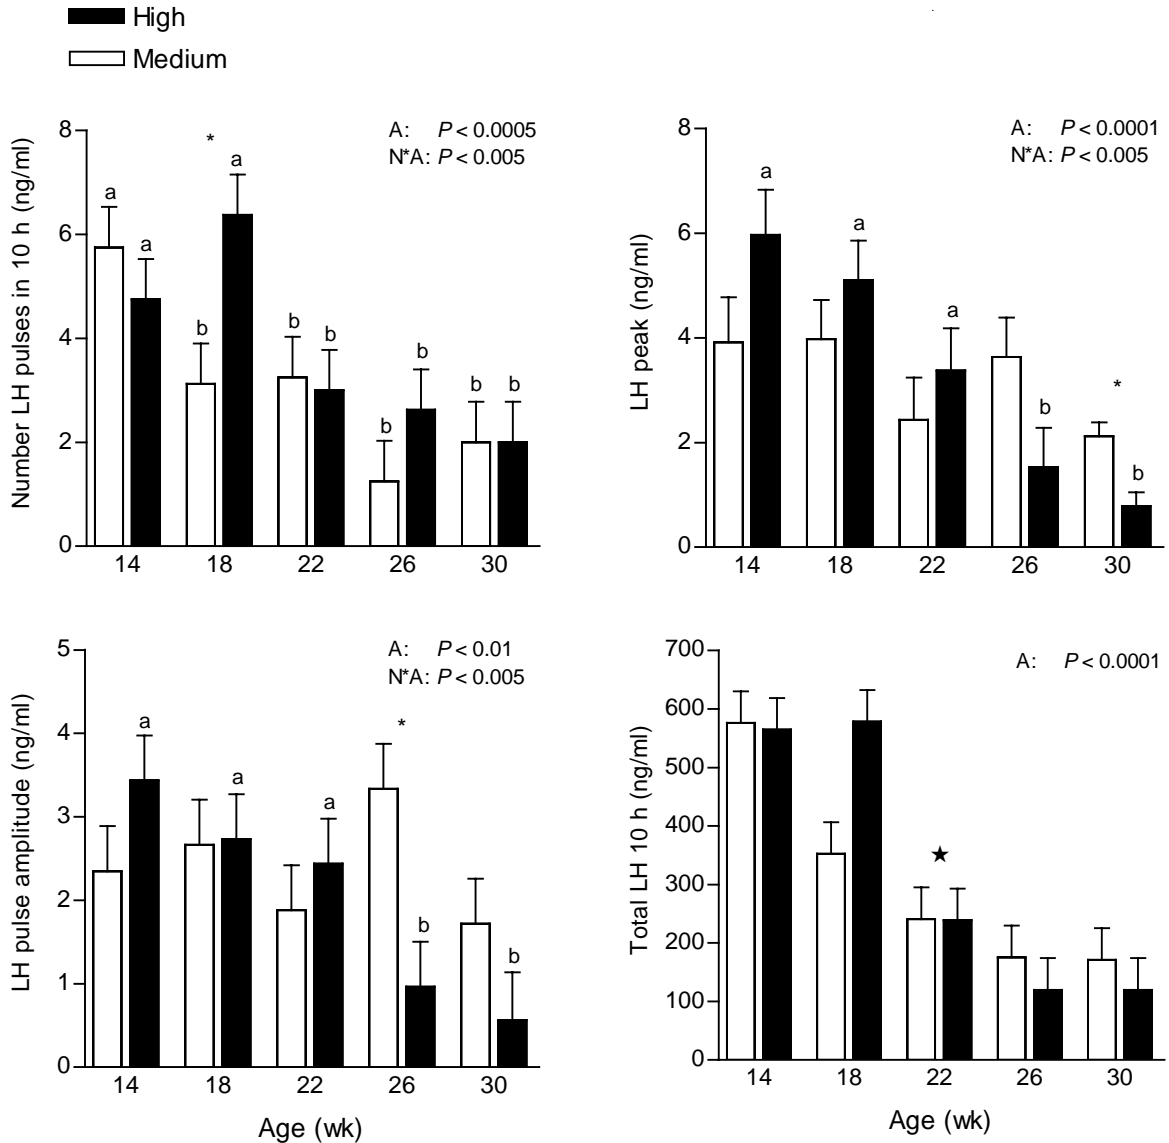 High
Medium
Number LH pulses in 10 h (ng/ml)
A: P < 0.0005
N*A: P < 0.005
8
6
4
2
0
*
a
a
b
a
b
b
b
b
b
b
14 18 22 26 30
LH peak (ng/ml)
A: P < 0.0001
N*A: P < 0.005
8
6
4
2
0
a
a
a
b
*
b
14 18 22 26 30
LH pulse amplitude (ng/ml)
A: P < 0.01
N*A: P < 0.005
5
4
3
2
1
0
a
a
a
*
b
b
14 18 22 26 30
Age (wk)
Total LH 10 h (ng/ml)
A: P < 0.0001
700
600
500
400
300
200
100
0
★
14 18 22 26 30
Age (wk)